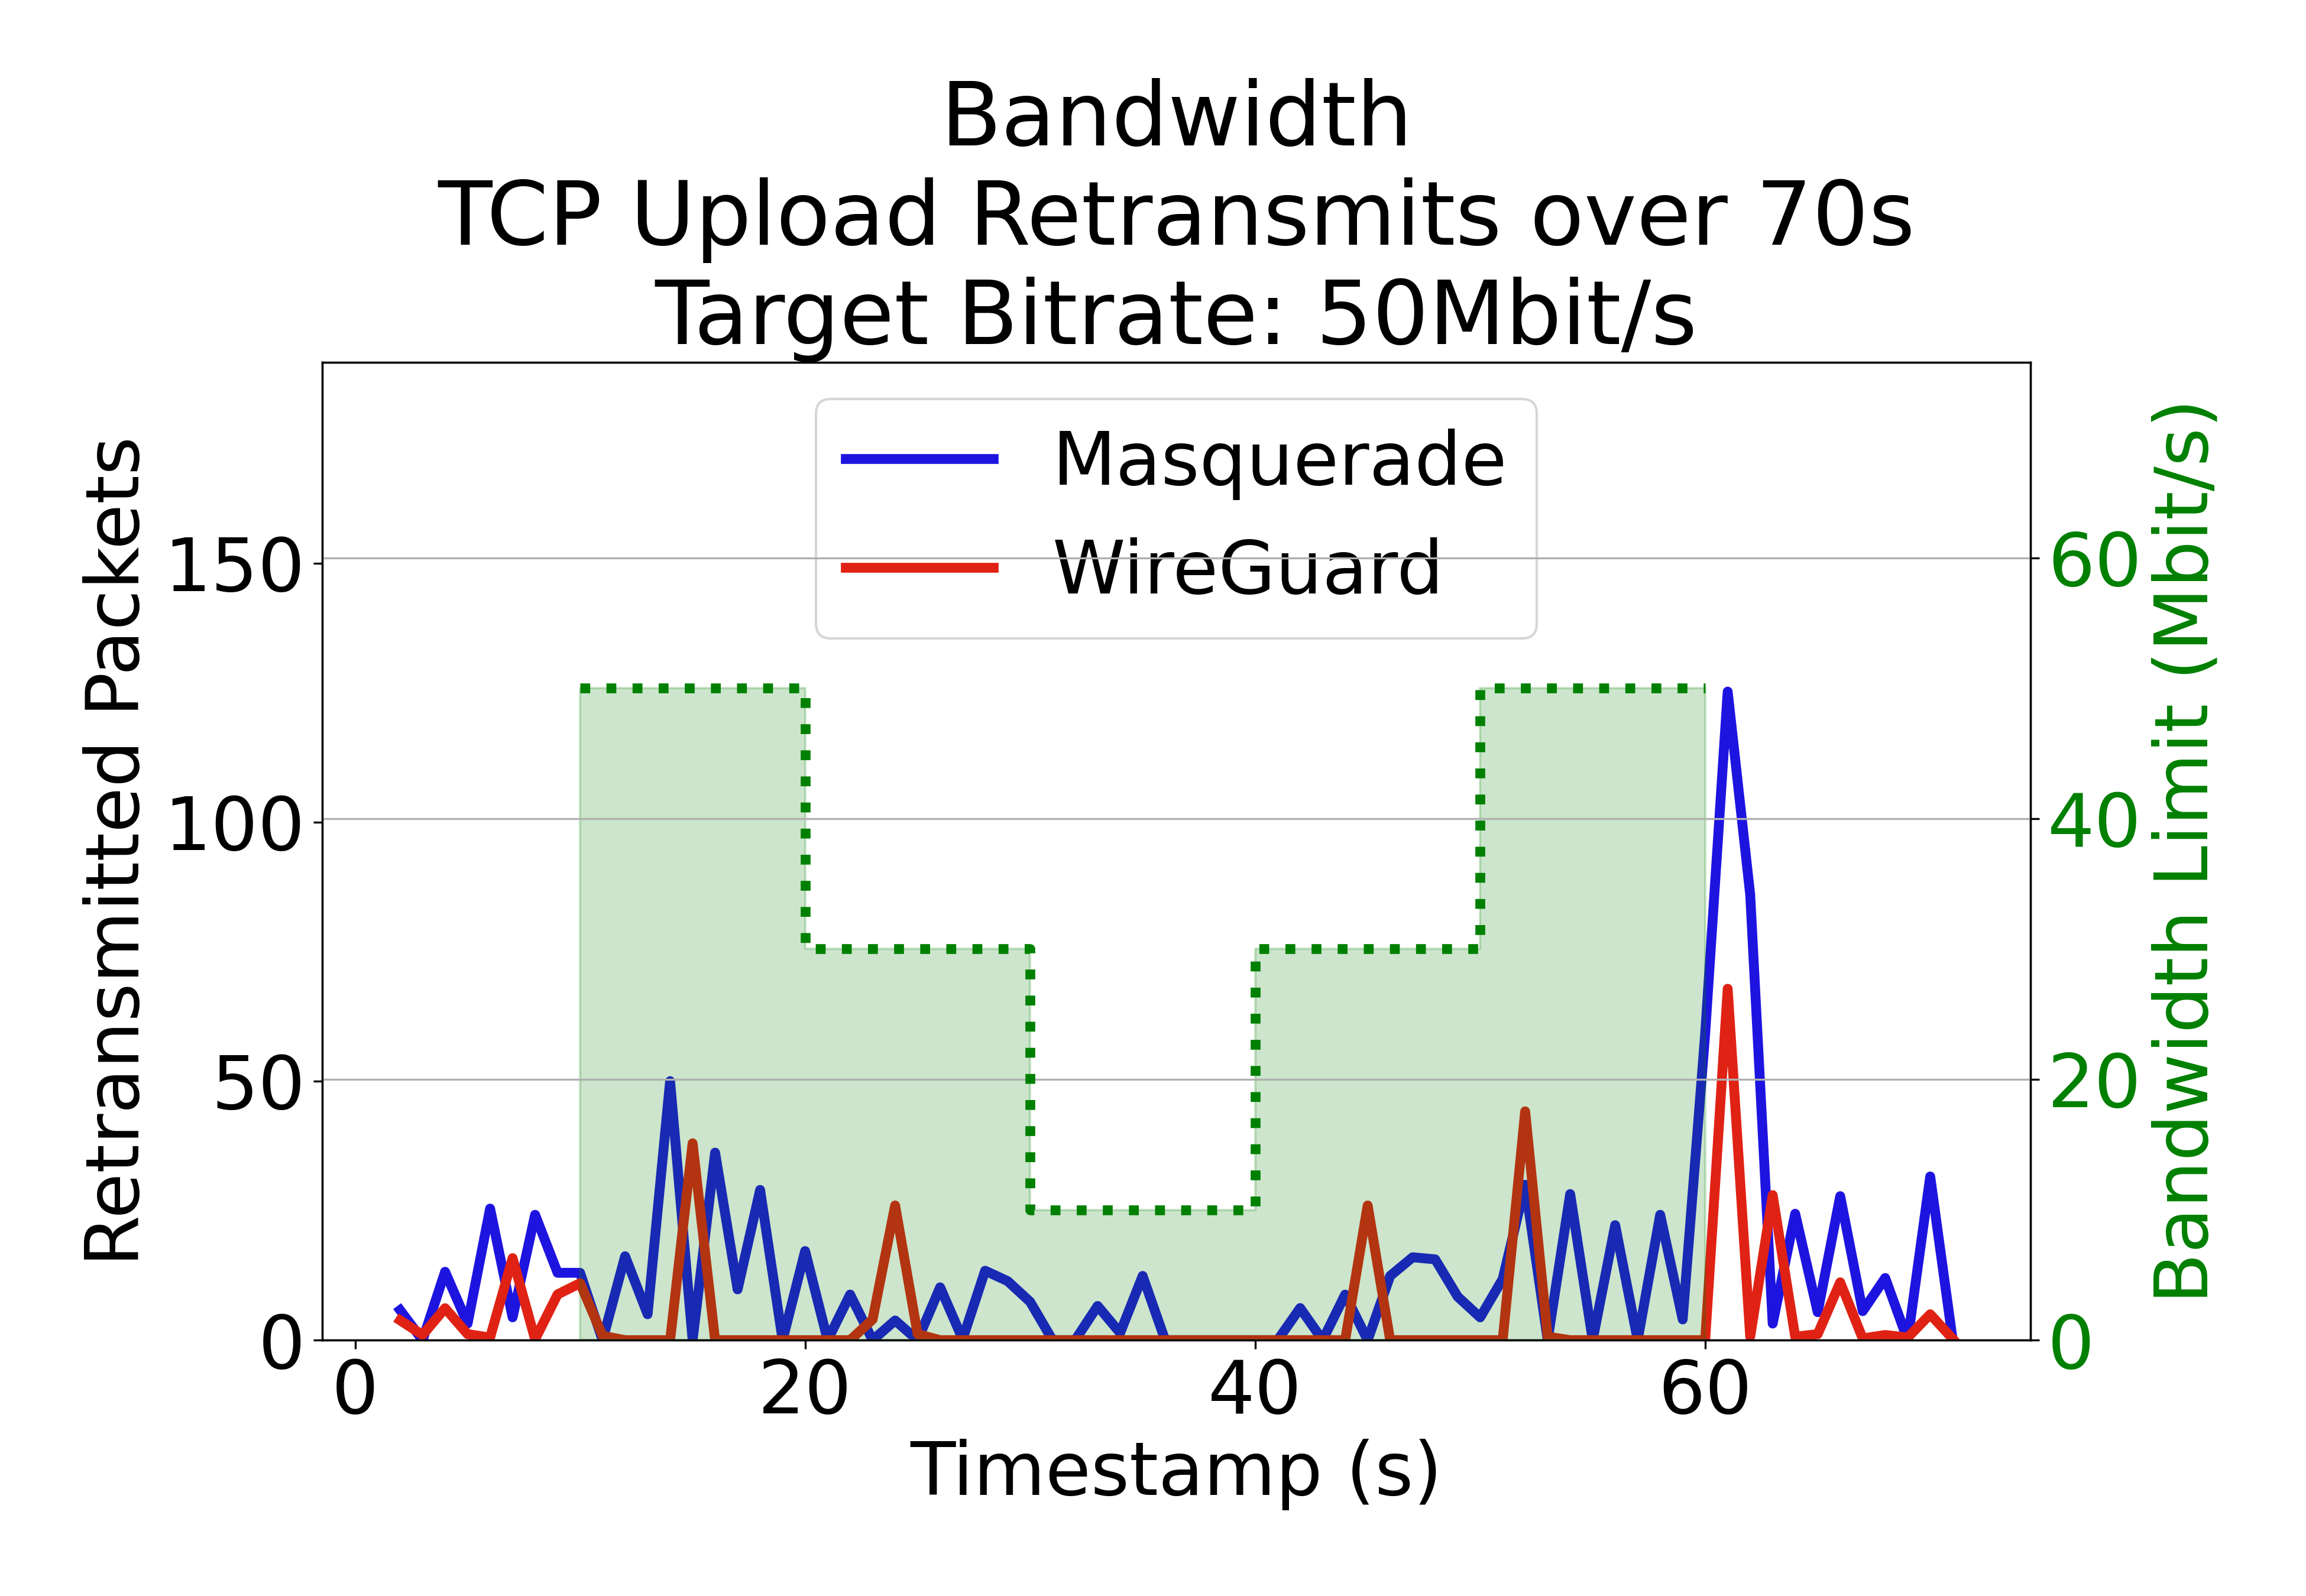 Bandwidth
TCP Upload Retransmits over 70s
Target Bitrate: 50Mbit/s
Masquerade
WireGuard
Retransmitted Packets
150
100
50
0
Bandwidth Limit (Mbit/s)
60
40
20
0
0 20 40 60
Timestamp (s)